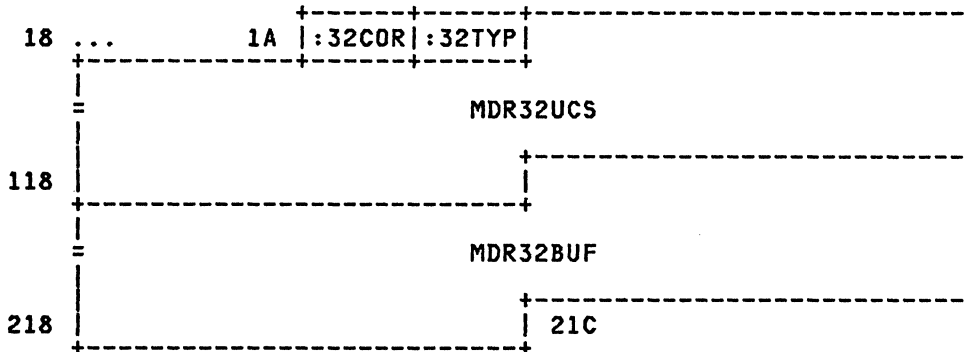 18 ... 1A |:32COR|:32TYP|
= MDR32UCS
118
= MDR32BUF
218 21C